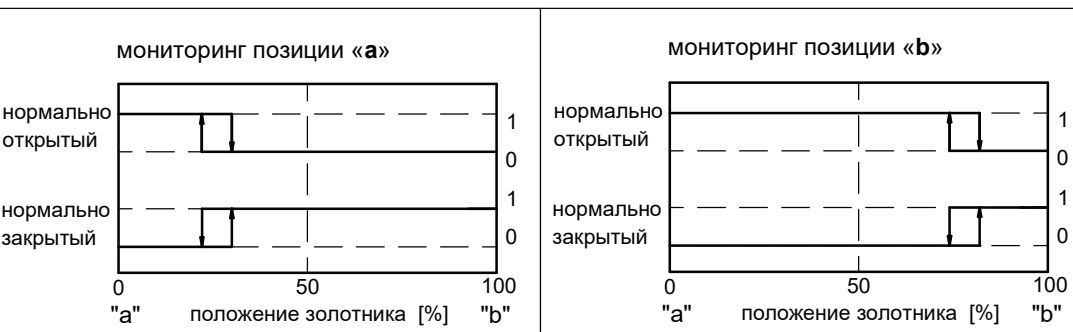 мониторинг позиции «a»
нормально
открытый
1
0
нормально
закрытый
1
0
0 50 100
"a" положение золотника [%] "b"
мониторинг позиции «b»
нормально
открытый
1
0
нормально
закрытый
1
0
0 50 100
"a" положение золотника [%] "b"